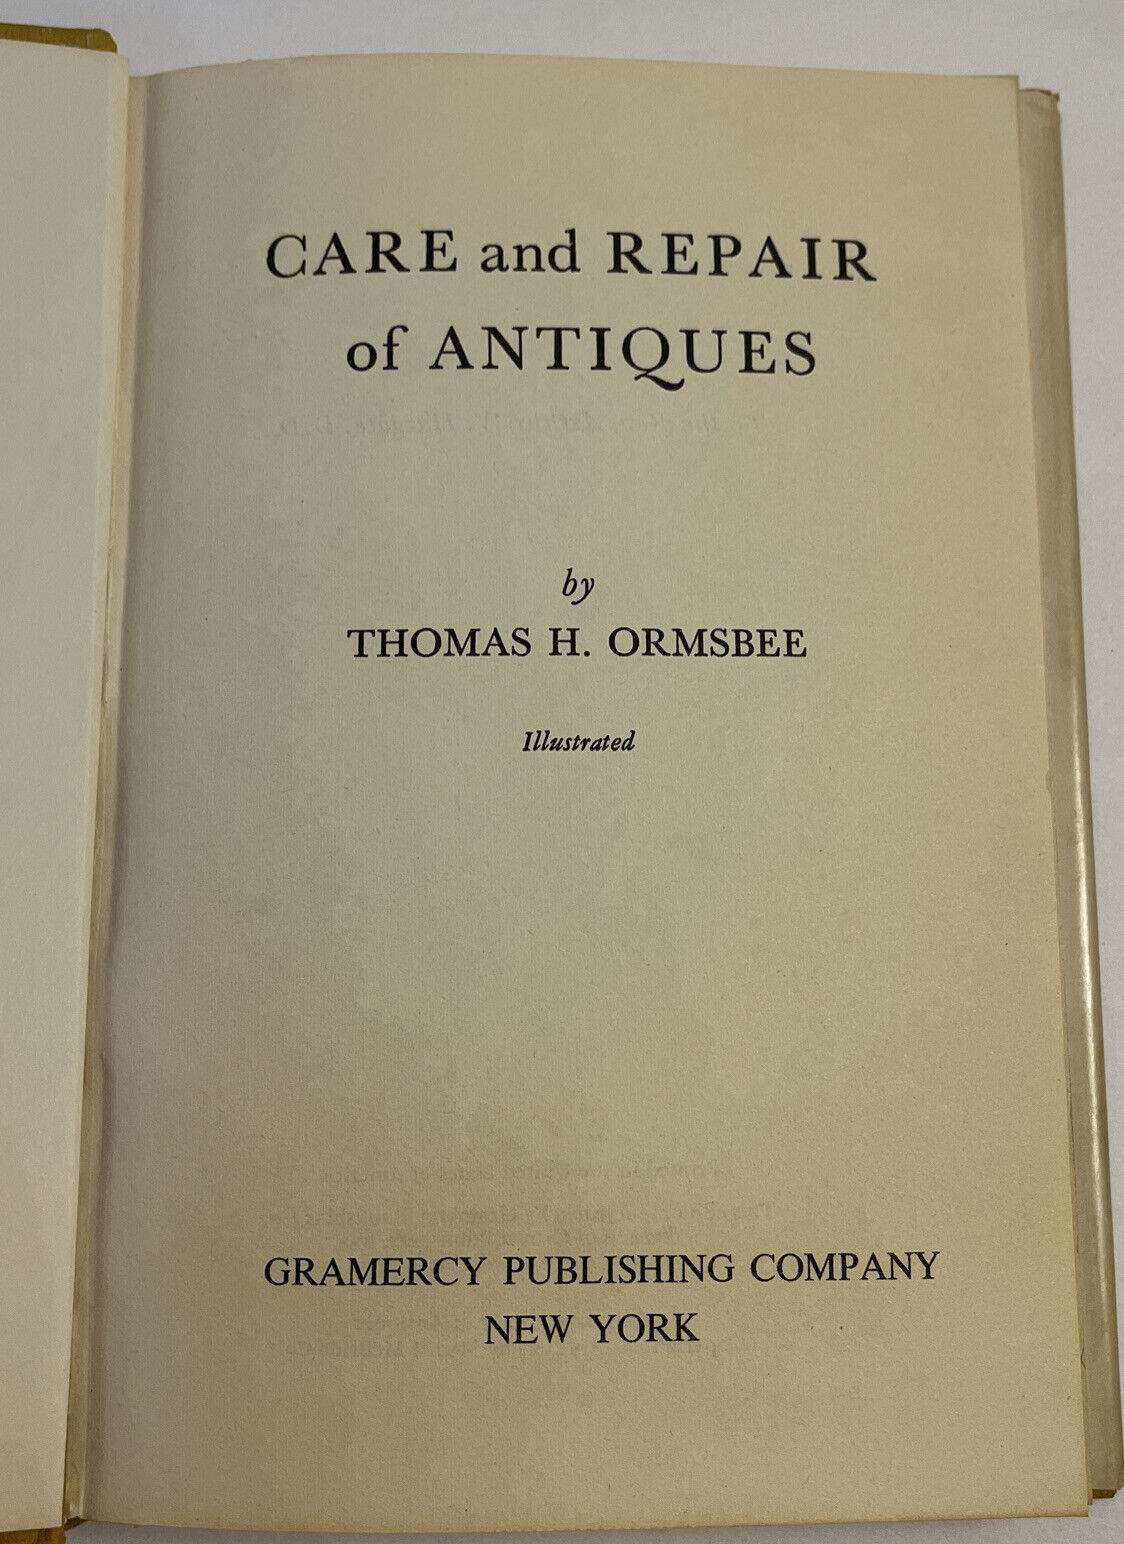 CARE and REPAIR
of ANTIQUES
by
THOMAS H. ORMSBEE
Illustrated
GRAMERCY PUBLISHING COMPANY
NEW YORK